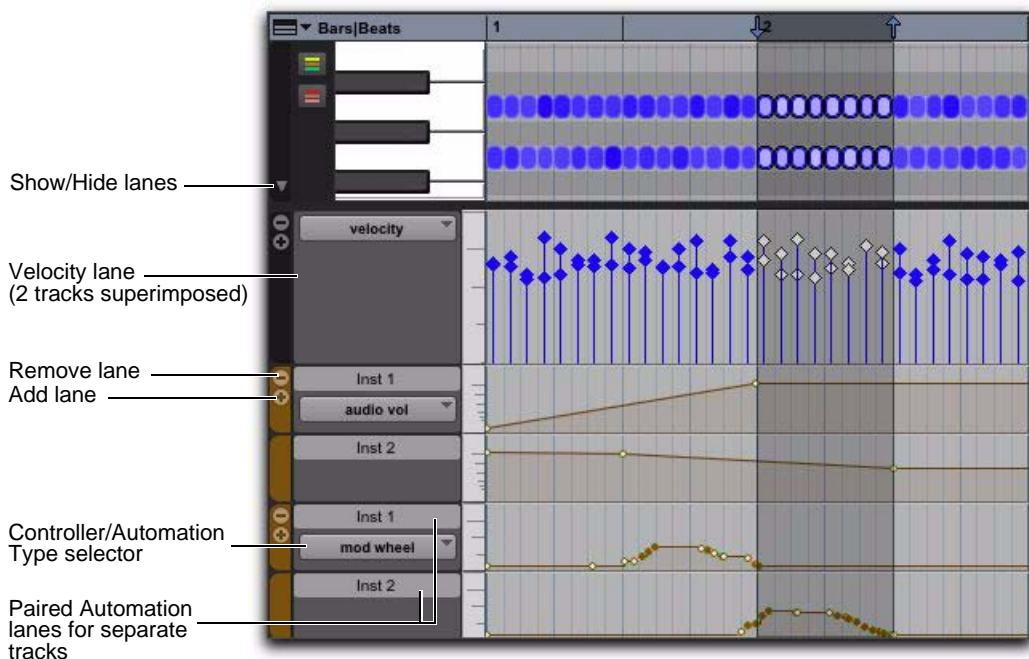 Bars|Beats
1
2
Show/Hide lanes
velocity
Velocity lane
(2 tracks superimposed)
Remove lane
Inst 1
Add lane
audio vol
Inst 2
Inst 1
Controller/Automation
Type selector
mod wheel
Inst 2
Paired Automation
lanes for separate
tracks